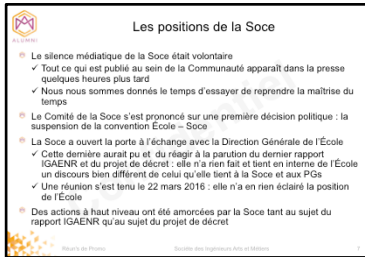 Les positions de la Soce
ALUMNI
Le silence médiatique de la Soce était volontaire
✓ Tout ce qui est publié au sein de la Communauté apparaît dans la presse
quelques heures plus tard
✓ Nous nous sommes donnés le temps d'essayer de reprendre la maîtrise du
temps
Le Comité de la Soce s'est prononcé sur une première décision politique : la
suspension de la convention École – Soce
La Soce a ouvert la porte à l'échange avec la Direction Générale de l'École
✓ Cette dernière aurait pu et du réagir à la parution du dernier rapport
IGAENR et du projet de décret : elle n'a rien fait et tient en interne de l'École
un discours bien différent de celui qu'elle tient à la Soce et aux PGs
✓ Une réunion s'est tenu le 22 mars 2016 : elle n'a en rien éclairé la position
de l'École
Des actions à haut niveau ont été amorcées par la Soce tant au sujet du
rapport IGAENR qu'au sujet du projet de décret
Réun's de Promo
Société des Ingénieurs Arts et Métiers
7